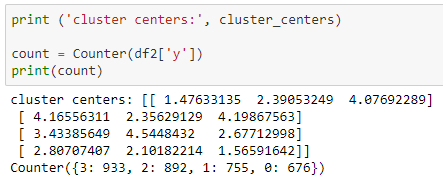 print ('cluster centers:', cluster_centers)
count = Counter(df2['y'])
print(count)
cluster centers: [[ 1.47633135 2.39053249 4.07692289]
[ 4.16556311 2.35629129 4.19867563]
[ 3.43385649 4.5448432 2.67712998]
[ 2.80707407 2.10182214 1.56591642]]
Counter({3: 933, 2: 892, 1: 755, 0: 676})